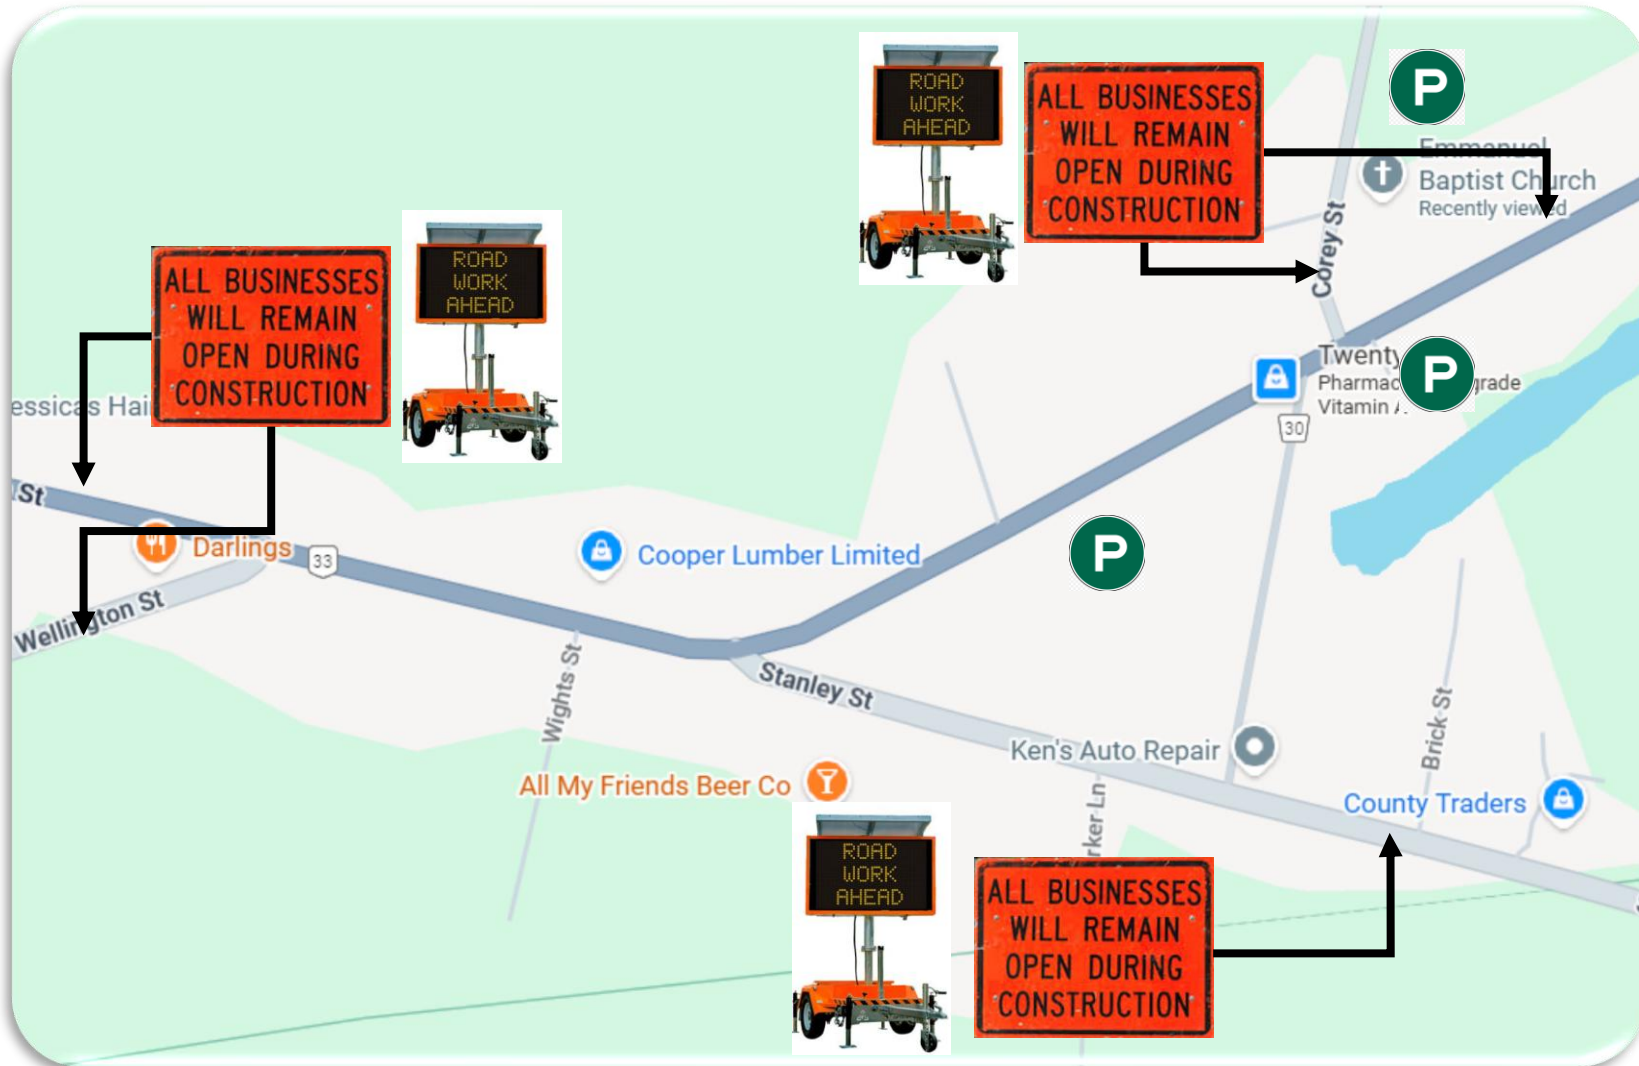 ROAD
WORK
AHEAD
ALL BUSINESSES
WILL REMAIN
OPEN DURING
CONSTRUCTION
P
Emmanuel
Baptist Church
Recently viewed
Corey St
ALL BUSINESSES
WILL REMAIN
OPEN DURING
CONSTRUCTION
ROAD
WORK
AHEAD
Twenty
P
Vitamin
30
St
Darlings
33
Cooper Lumber Limited
P
Wellington St
Wights St
Stanley St
Ken's Auto Repair
Brick St
All My Friends Beer Co
County Traders
ROAD
WORK
AHEAD
ALL BUSINESSES
WILL REMAIN
OPEN DURING
CONSTRUCTION